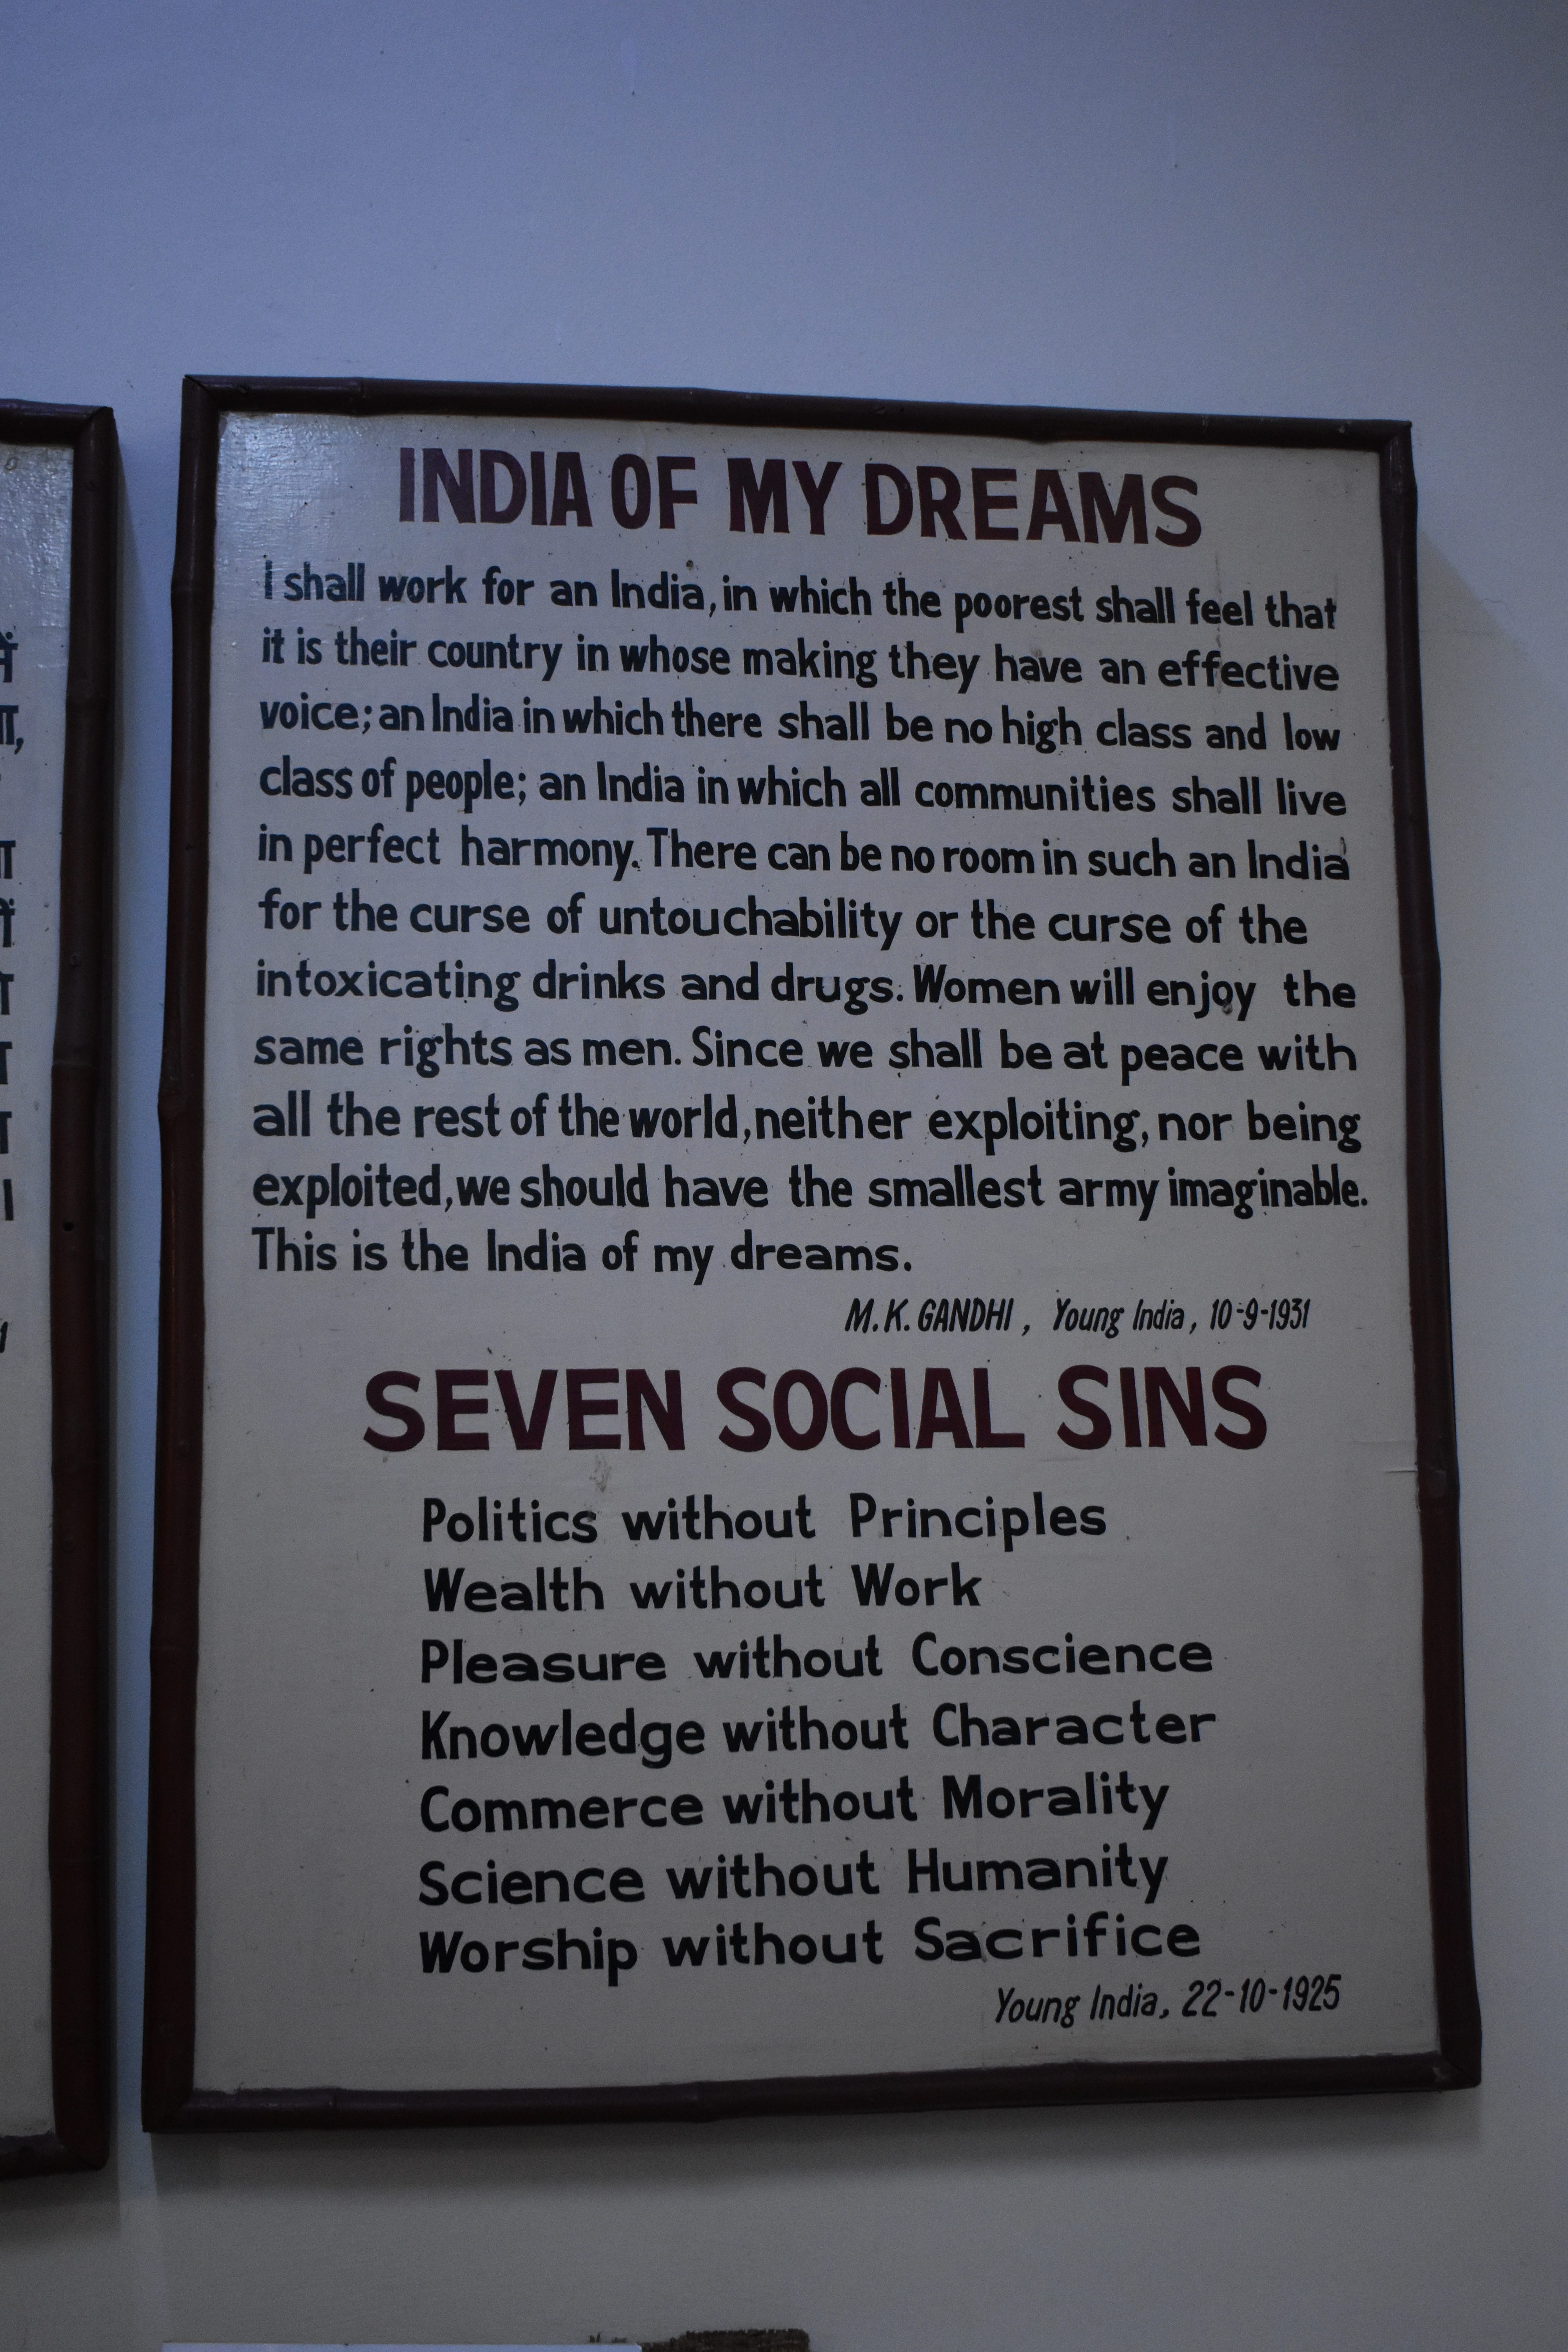 INDIA OF MY DREAMS
I shall work for an India, in which the poorest shall feel that
it is their country in whose making they have an effective
voice; an India in which there shall be no high class and low
class of people; an India in which all communities shall live
in perfect harmony. There can be no room in such an India
for the curse of untouchability or the curse of the
intoxicating drinks and drugs. Women will enjoy the
same rights as men. Since we shall be at peace with
all the rest of the world, neither exploiting, nor being
exploited, we should have the smallest army imaginable.
This is the India of my dreams.
M.K. GANDHI, Young India, 10-9-1931
SEVEN SOCIAL SINS
Politics without Principles
Wealth without Work
Pleasure without Conscience
Knowledge without Character
Commerce without Morality
Science without Humanity
Worship without Sacrifice
Young India, 22-10-1925